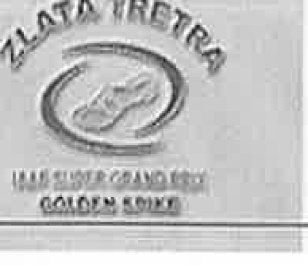 ZLATA TRETRA
IAAF SUPER GRAND PRIX
GOLDEN SPIKE